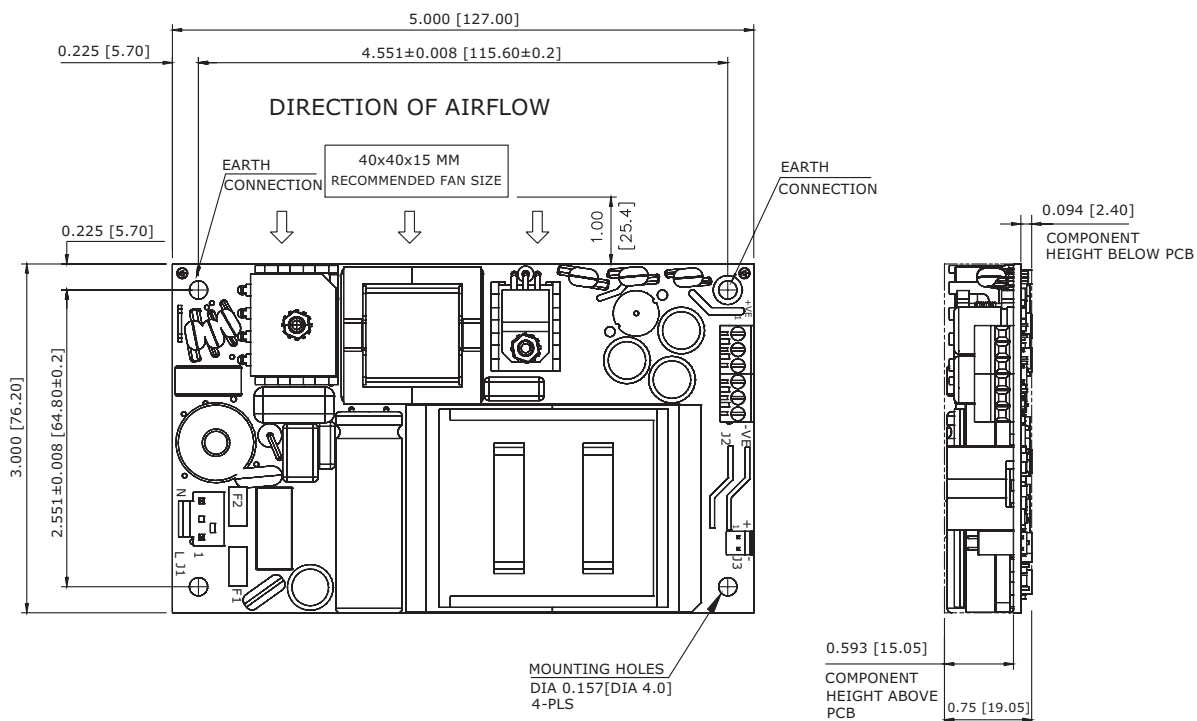 5.000 [127.00]
0.225 [5.70]
4.551±0.008 [115.60±0.2]
DIRECTION OF AIRFLOW
40x40x15 MM
RECOMMENDED FAN SIZE
EARTH
CONNECTION
EARTH
CONNECTION
1.00
[25.4]
0.225 [5.70]
0.094 [2.40]
COMPONENT
HEIGHT BELOW PCB
3.000 [76.20]
2.551±0.008 [64.80±0.2]
+VE
1
-VE
J2
N
F2
L
J1
1
F1
+
1
-
J3
MOUNTING HOLES
DIA 0.157[DIA 4.0]
4-PLS
0.593 [15.05]
COMPONENT
HEIGHT ABOVE
PCB
0.75 [19.05]